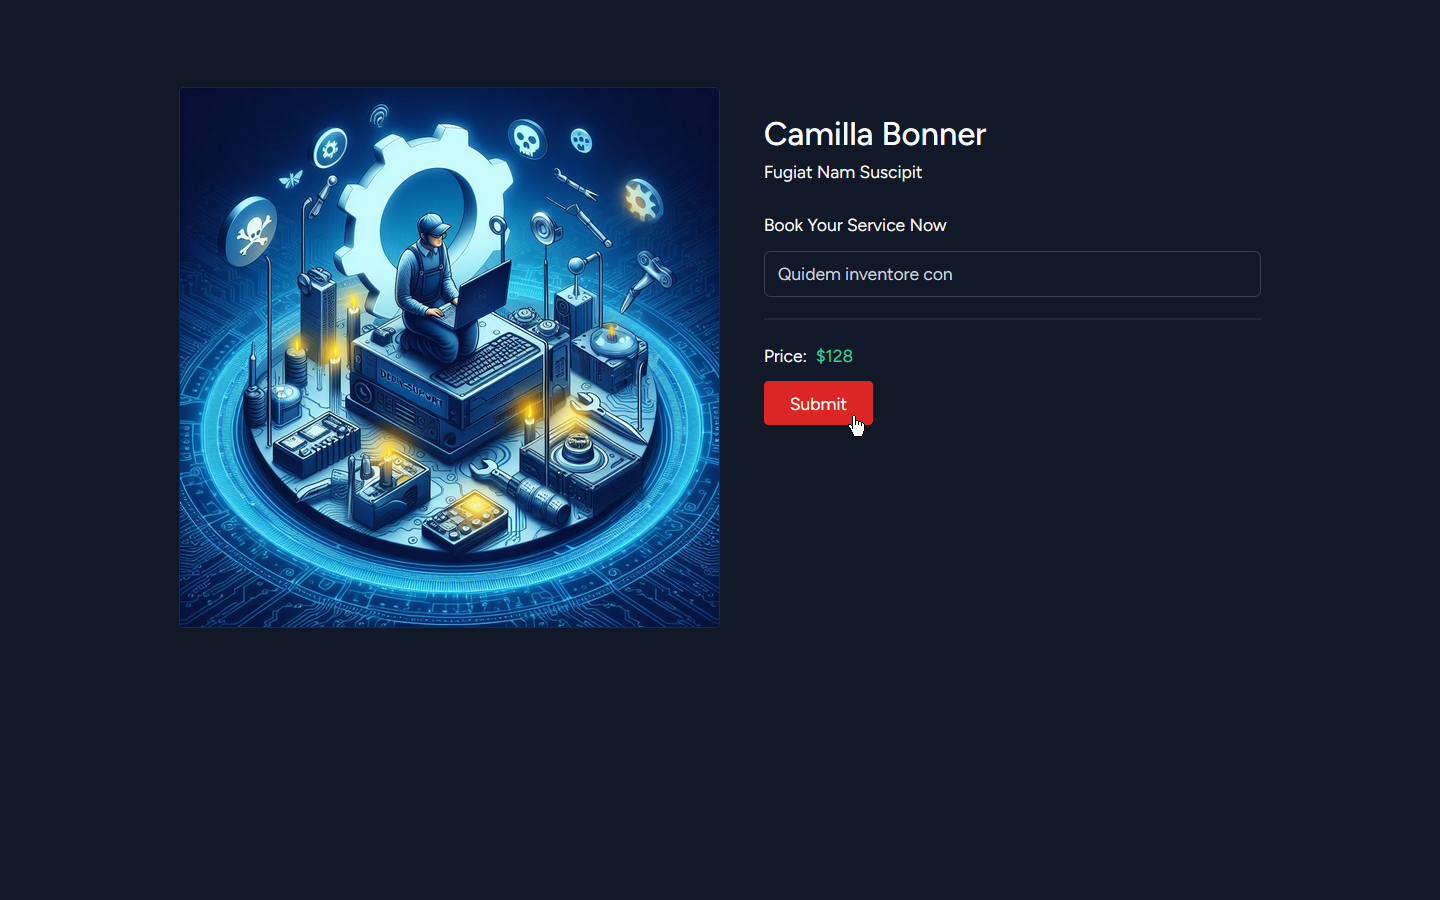 Camilla Bonner
Fugiat Nam Suscipit
Book Your Service Now
Quidem inventore con
Price: $128
Submit